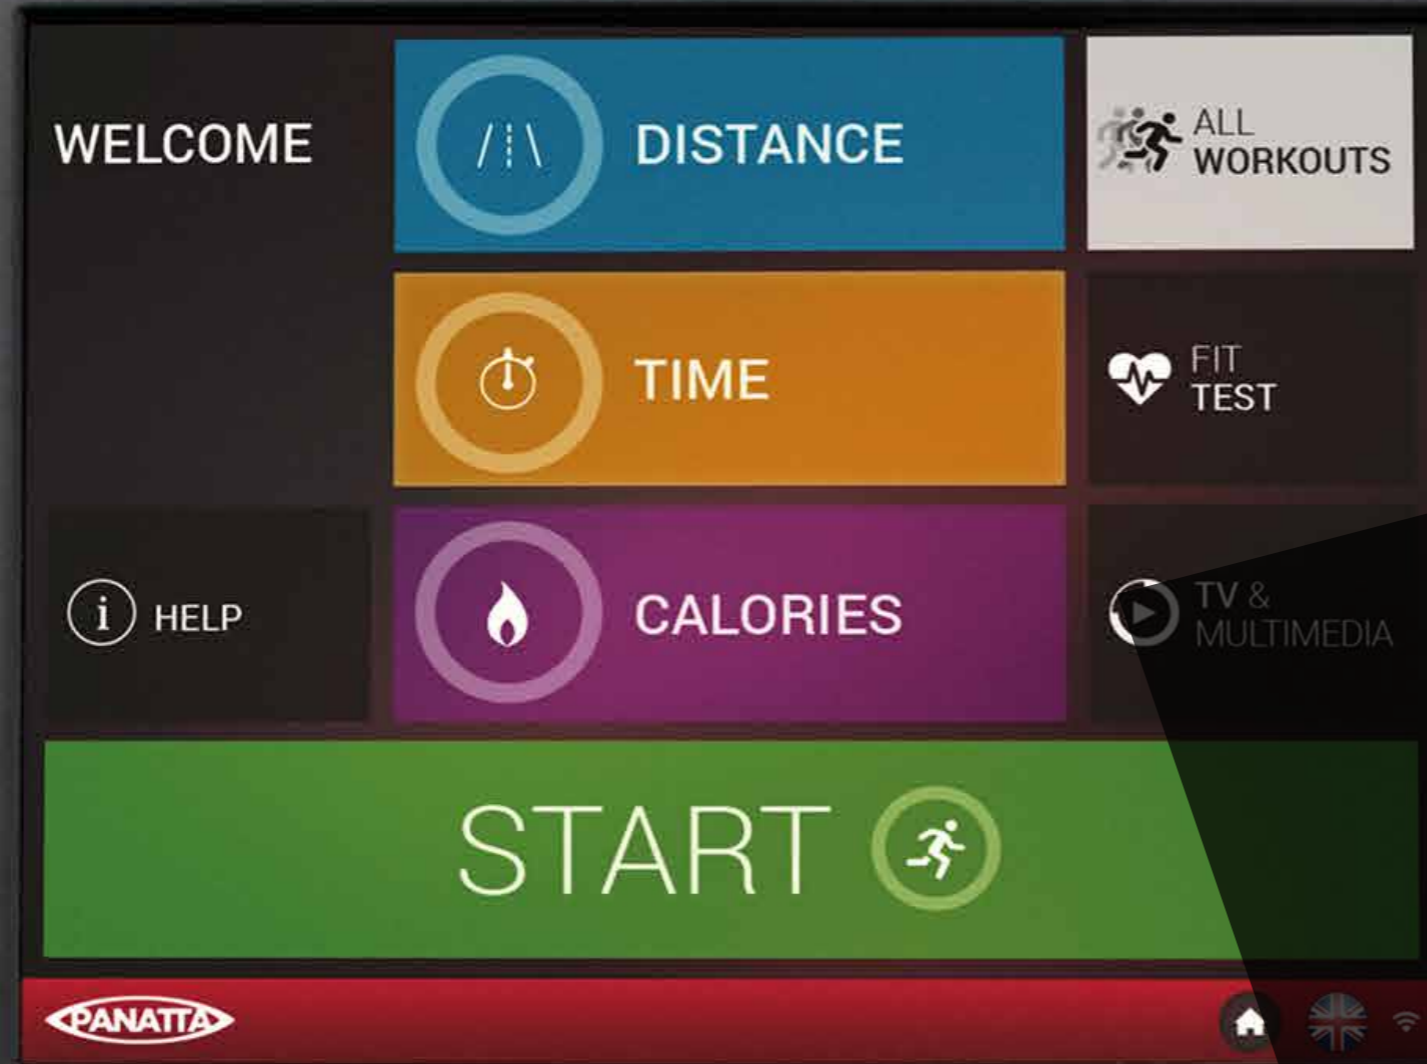 WELCOME
DISTANCE
ALL
WORKOUTS
TIME
FIT
TEST
i HELP
CALORIES
TV &
MULTIMEDIA
START
PANATTA